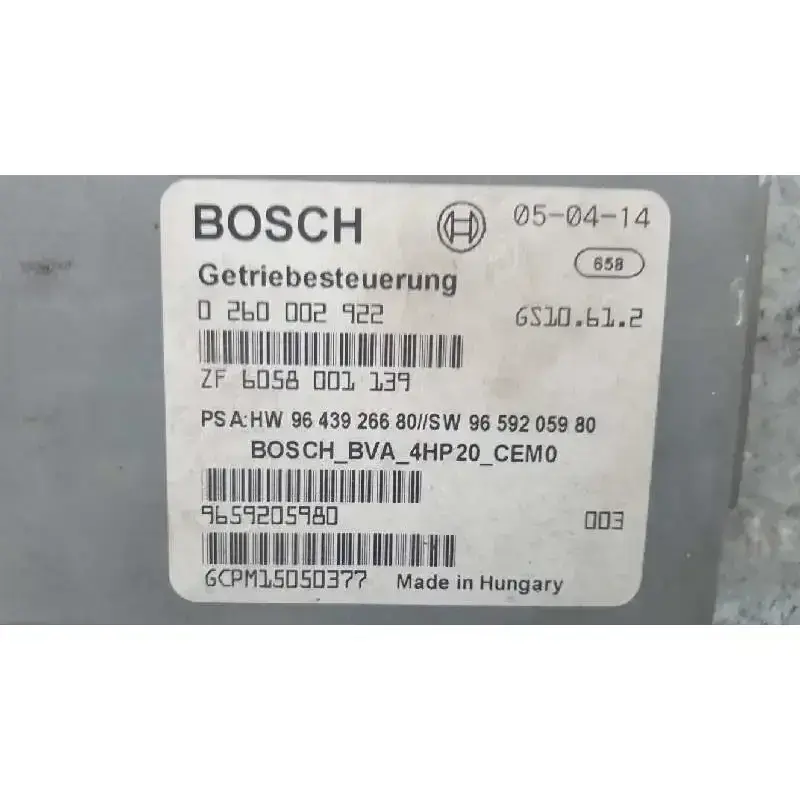 BOSCH 05-04-14
658
Getriebesteuerung
0 260 002 922 GS10.61.2
ZF 6058 001 139
PSA:HW 96 439 266 80//SW 96 592 059 80
BOSCH_BVA_4HP20_CEM0
9659205980 003
GCPM15050377 Made in Hungary